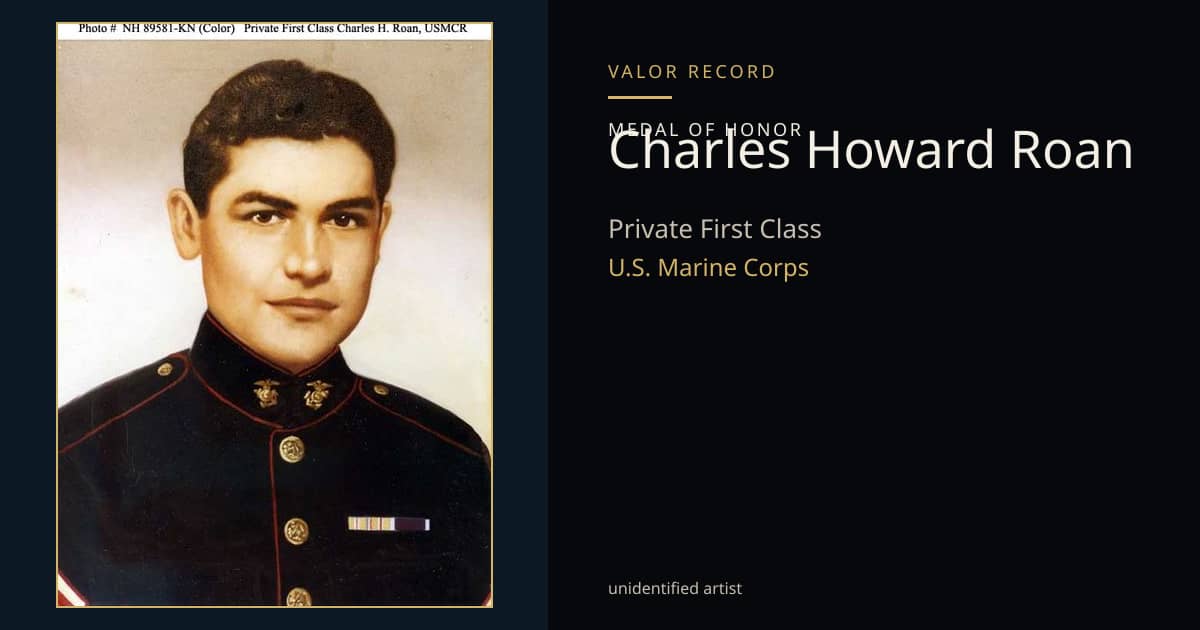 Photo # NH 89581-KN (Color) Private First Class Charles H. Roan, USMCR
VALOR RECORD
MEDAL OF HONOR
Charles Howard Roan
Private First Class
U.S. Marine Corps
unidentified artist